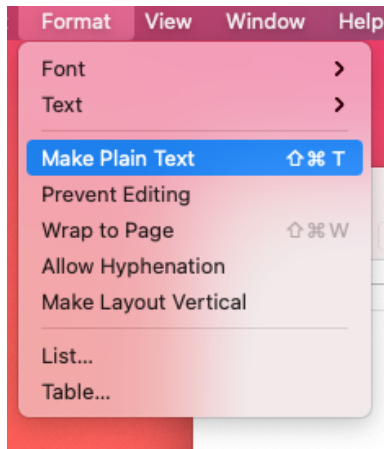 Format View Window Help
Font
Text
Make Plain Text ⇧⌘T
Prevent Editing
Wrap to Page ⇧⌘W
Allow Hyphenation
Make Layout Vertical
List...
Table...